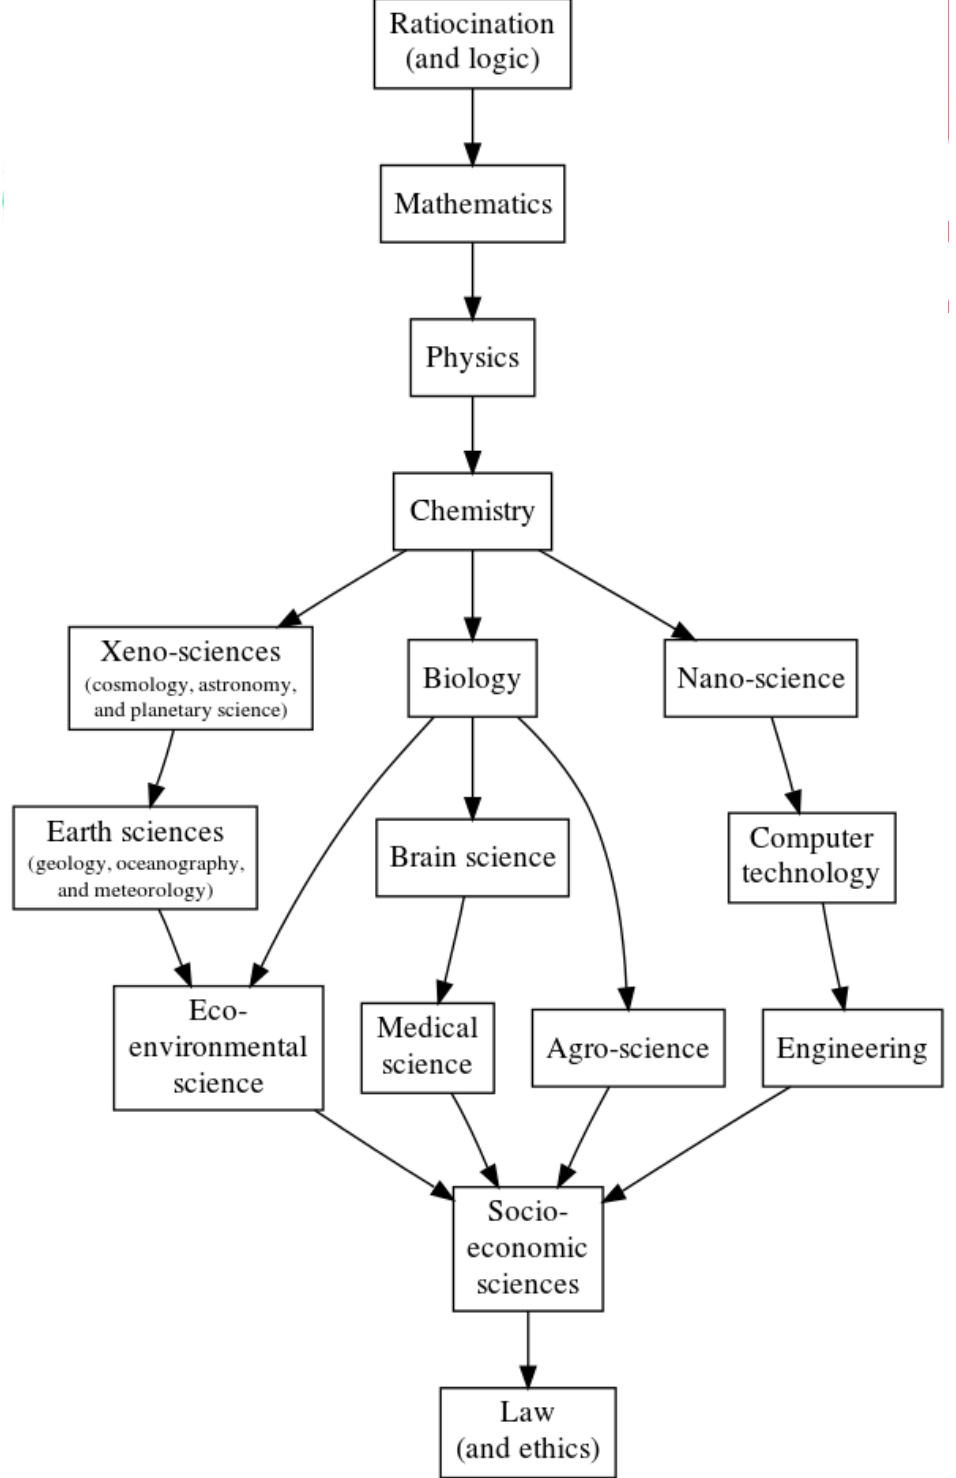 Ratiocination
(and logic)
Mathematics
Physics
Chemistry
Xeno-sciences
(cosmology, astronomy,
and planetary science)
Biology
Nano-science
Earth sciences
(geology, oceanography,
and meteorology)
Brain science
Computer
technology
Eco-
environmental
science
Medical
science
Agro-science
Engineering
Socio-
economic
sciences
Law
(and ethics)